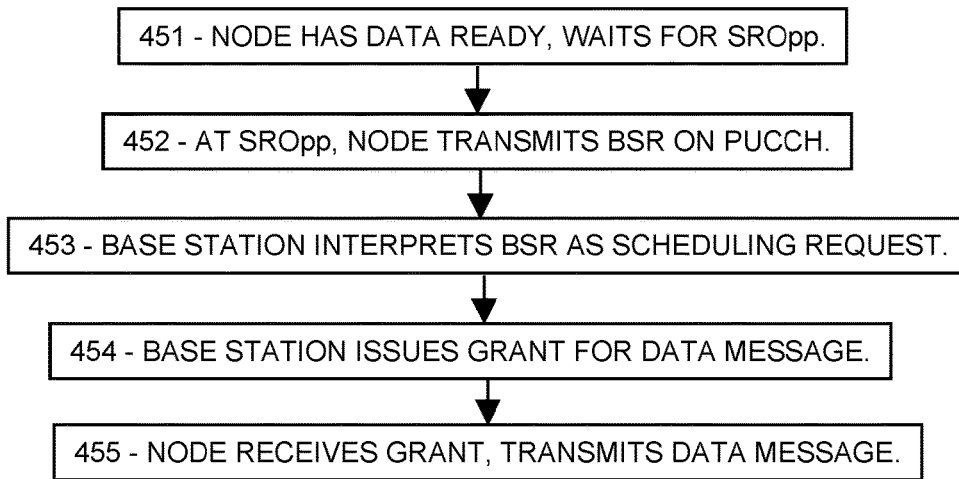 451 - NODE HAS DATA READY, WAITS FOR SROpp.
452 - AT SROpp, NODE TRANSMITS BSR ON PUCCH.
453 - BASE STATION INTERPRETS BSR AS SCHEDULING REQUEST.
454 - BASE STATION ISSUES GRANT FOR DATA MESSAGE.
455 - NODE RECEIVES GRANT, TRANSMITS DATA MESSAGE.